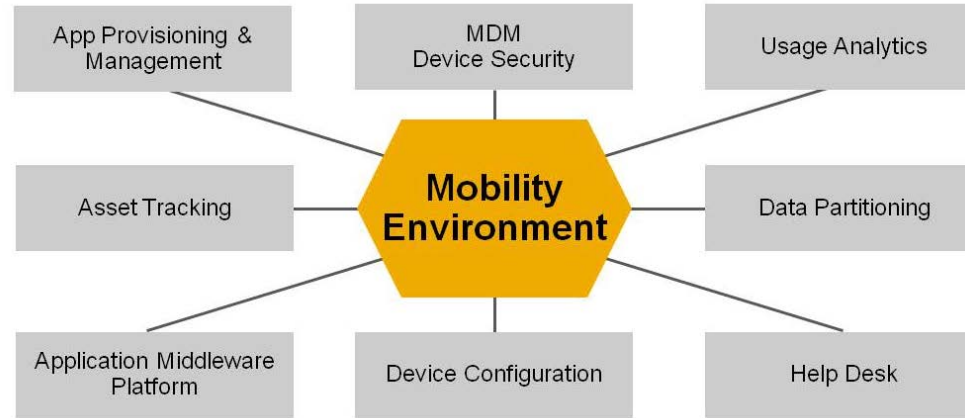 App Provisioning &
Management
MDM
Device Security
Usage Analytics
Asset Tracking
Mobility
Environment
Data Partitioning
Application Middleware
Platform
Device Configuration
Help Desk